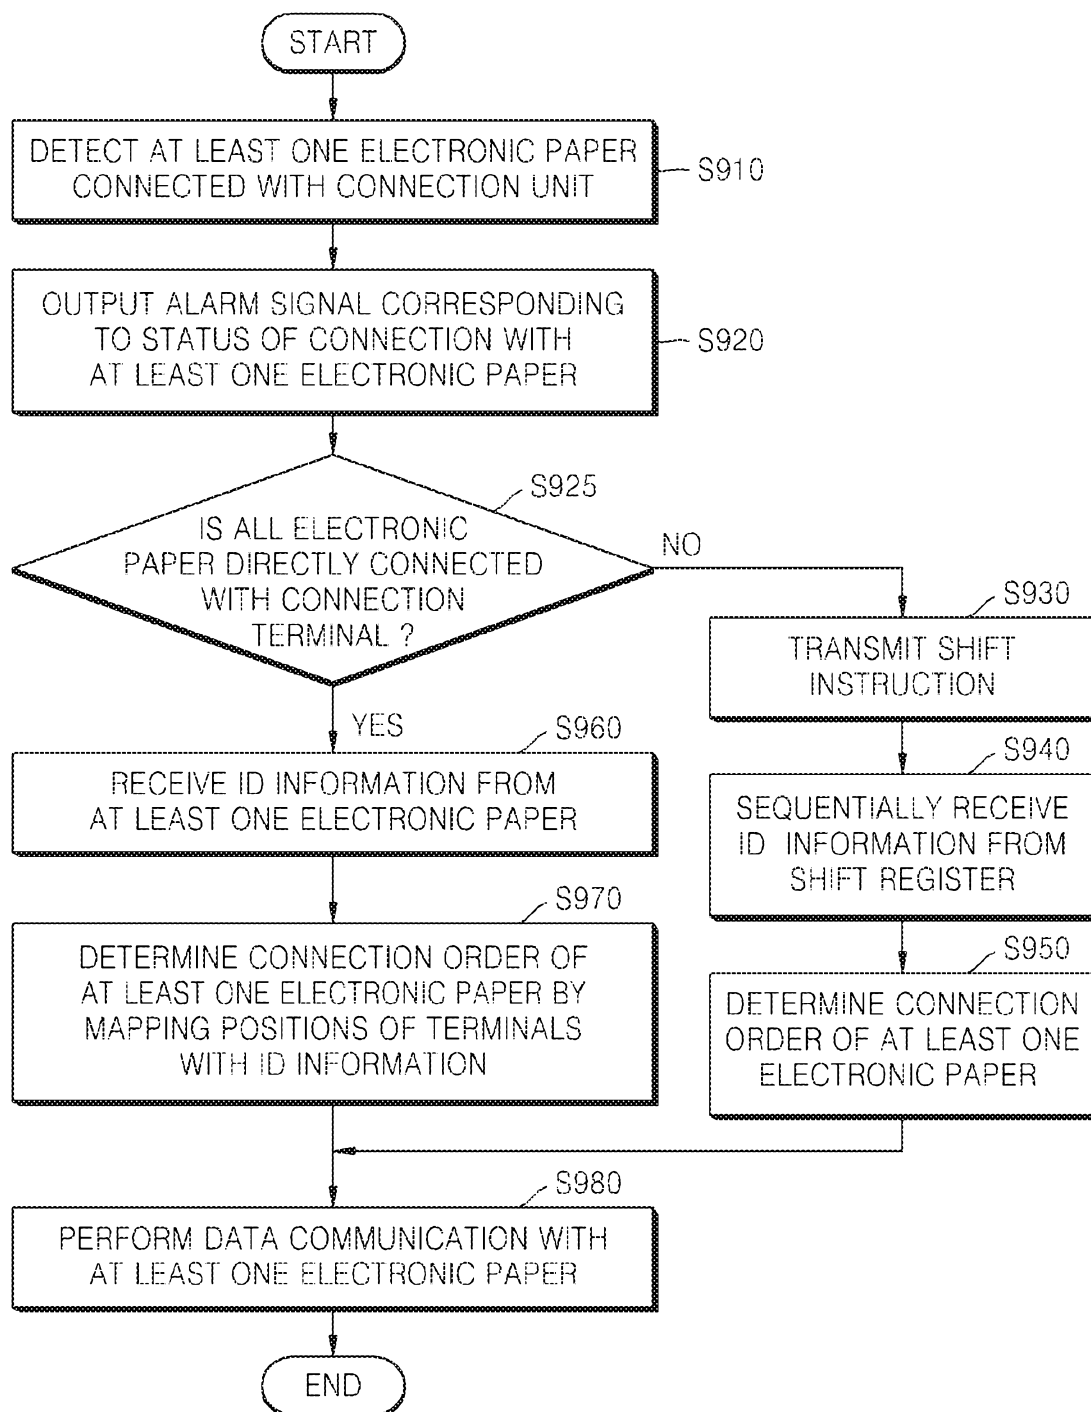 START
DETECT AT LEAST ONE ELECTRONIC PAPER
CONNECTED WITH CONNECTION UNIT
S910
OUTPUT ALARM SIGNAL CORRESPONDING
TO STATUS OF CONNECTION WITH
AT LEAST ONE ELECTRONIC PAPER
S920
S925
IS ALL ELECTRONIC
PAPER DIRECTLY CONNECTED
WITH CONNECTION
TERMINAL ?
NO
S930
TRANSMIT SHIFT
INSTRUCTION
YES
S960
RECEIVE ID INFORMATION FROM
AT LEAST ONE ELECTRONIC PAPER
S940
SEQUENTIALLY RECEIVE
ID INFORMATION FROM
SHIFT REGISTER
S970
DETERMINE CONNECTION ORDER OF
AT LEAST ONE ELECTRONIC PAPER BY
MAPPING POSITIONS OF TERMINALS
WITH ID INFORMATION
S950
DETERMINE CONNECTION
ORDER OF AT LEAST ONE
ELECTRONIC PAPER
S980
PERFORM DATA COMMUNICATION WITH
AT LEAST ONE ELECTRONIC PAPER
END